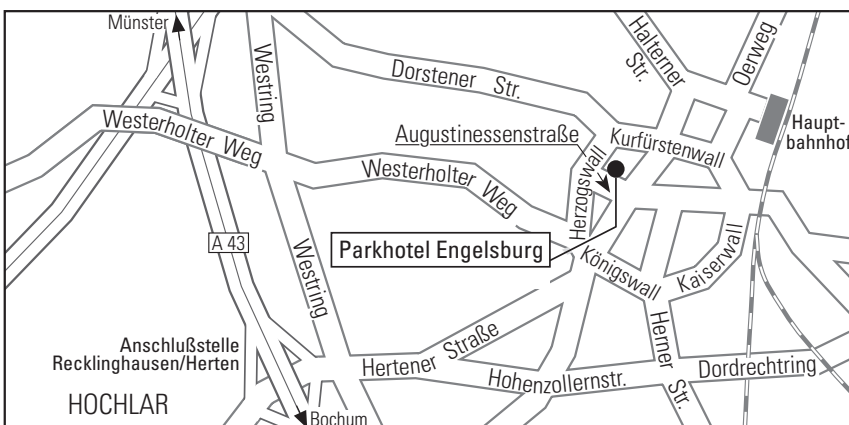 Münster
Westring
Dorstener Str.
Halterner
Str.
Oerweg
Westerholter Weg
Augustinessenstraße
Kurfürstenwall
Haupt-
bahnhof
Westerholter Weg
Herzogswall
A 43
Westring
Parkhotel Engelsburg
Königswall
Kaiserwall
Anschlußstelle
Recklinghausen/Herten
Hertener Straße
Herner
Str.
Hohenzollernstr.
Dordrechtring
HOCHLAR
Bochum